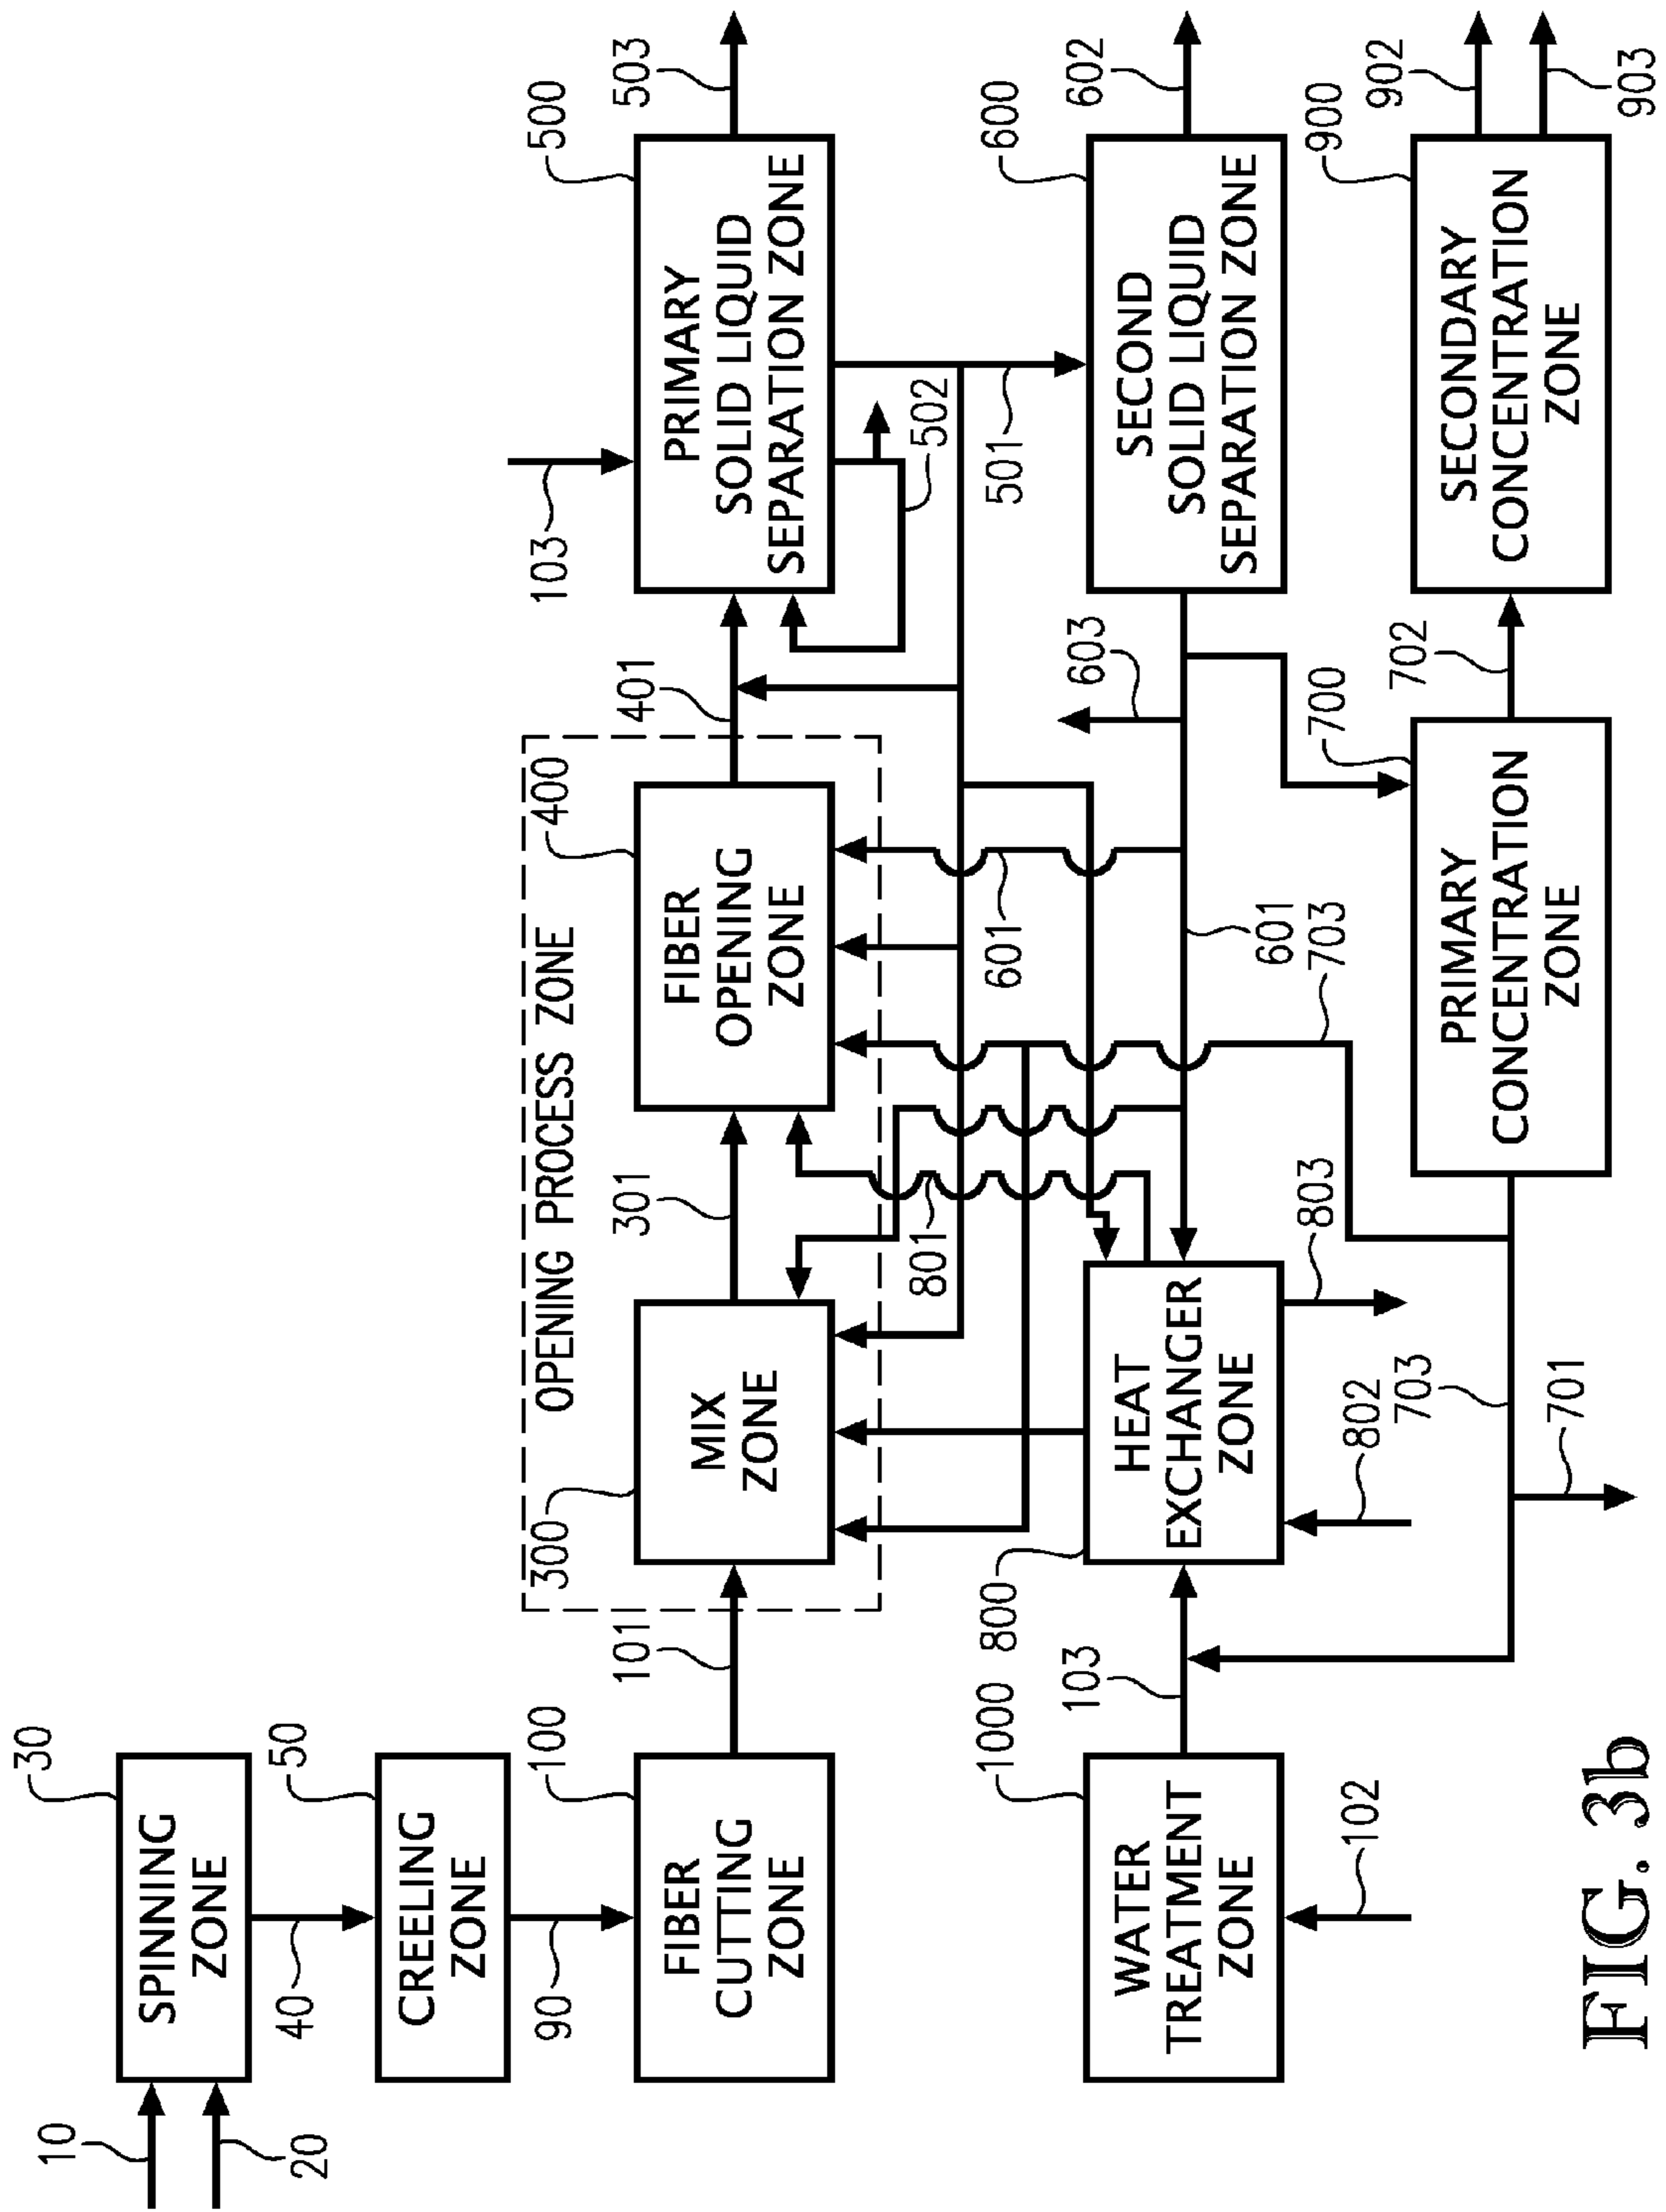 10
20
SPINNING
ZONE
30
40
CREELING
ZONE
50
90
FIBER
CUTTING
ZONE
100
101
OPENING PROCESS ZONE
300
MIX
ZONE
301
400
FIBER
OPENING
ZONE
401
103
500
PRIMARY
SOLID LIQUID
SEPARATION ZONE
503
502
501
801
601
WATER
TREATMENT
ZONE
1000
102
103
800
HEAT
EXCHANGER
ZONE
802
803
601
603
600
SECOND
SOLID LIQUID
SEPARATION ZONE
602
703
703
701
700
PRIMARY
CONCENTRATION
ZONE
702
900
SECONDARY
CONCENTRATION
ZONE
902
903
FIG. 3b